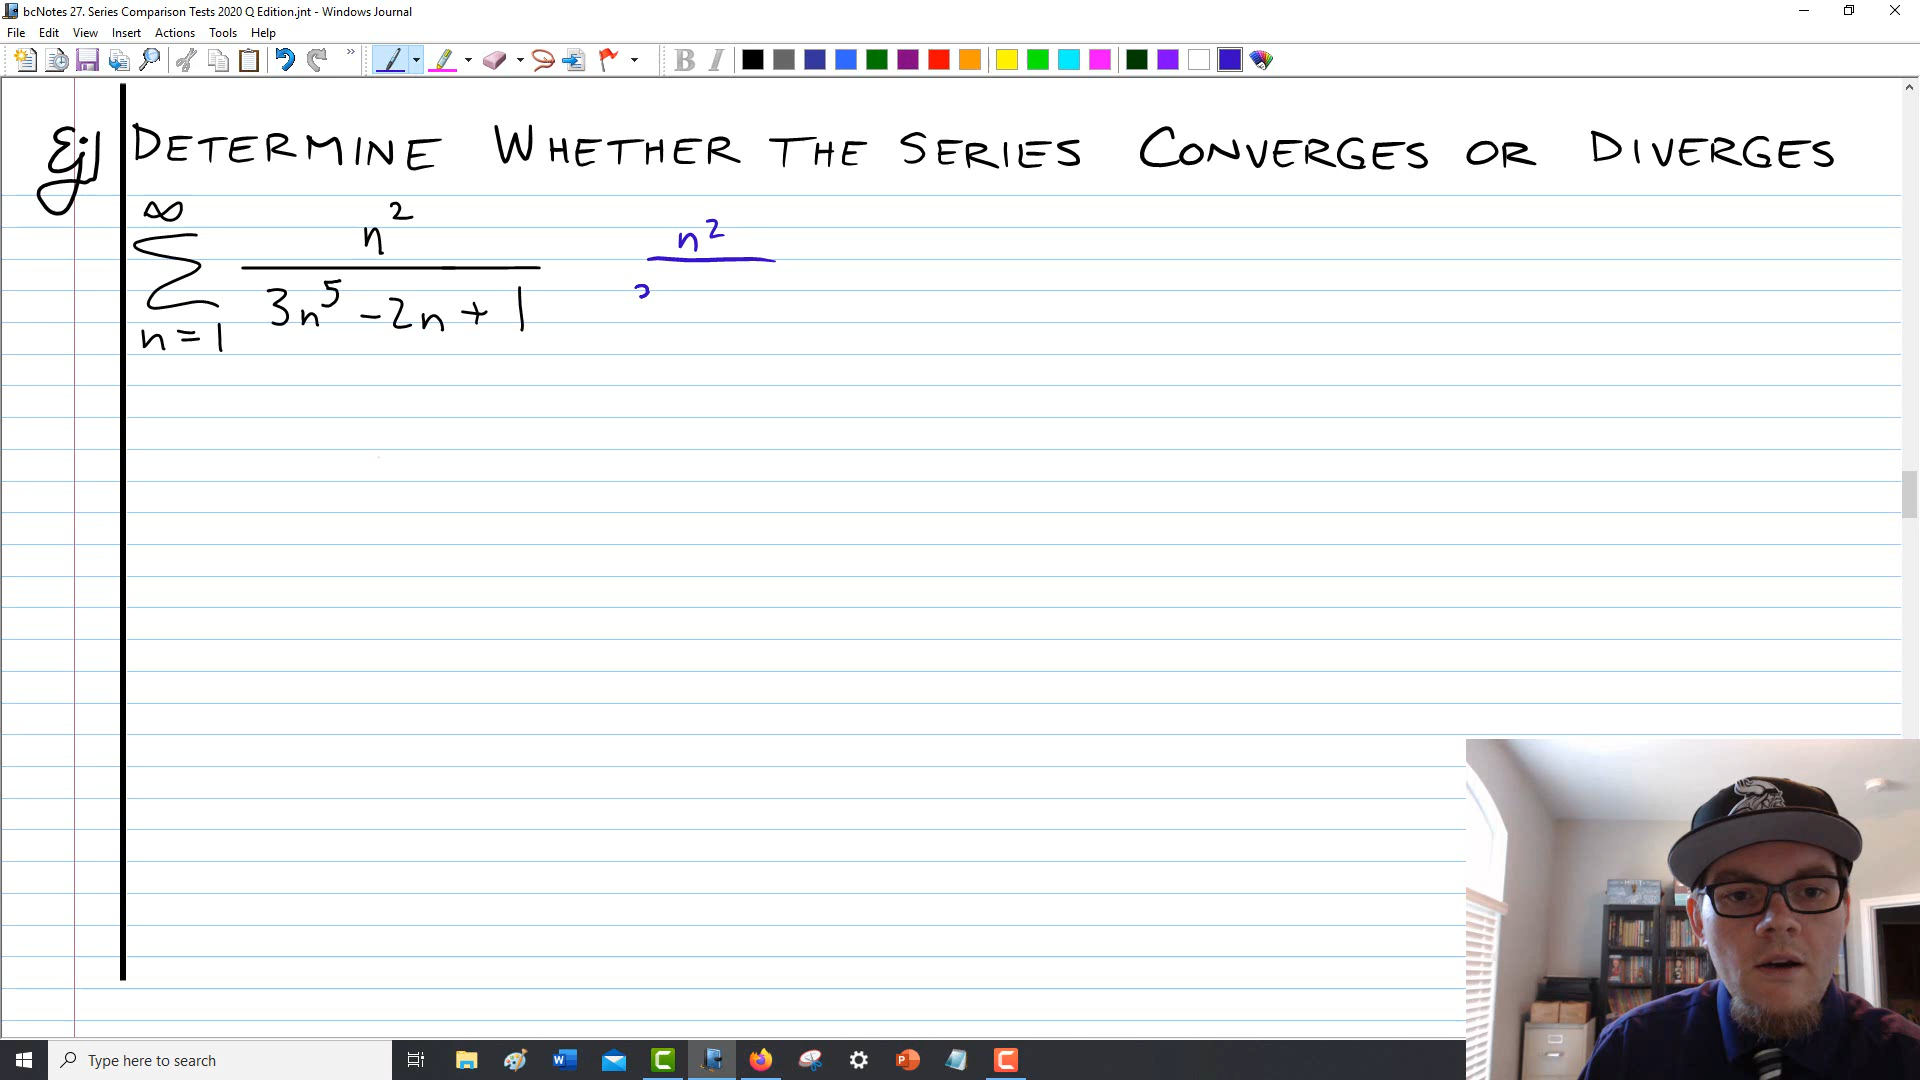 bcNotes 27. Series Comparison Tests 2020 Q Edition.jnt - Windows Journal
File Edit View Insert Actions Tools Help
Eg DETERMINE WHETHER THE SERIES CONVERGES OR DIVERGES
∞
∑ n² / (3n⁵ - 2n + 1)
n = 1
n²
Type here to search